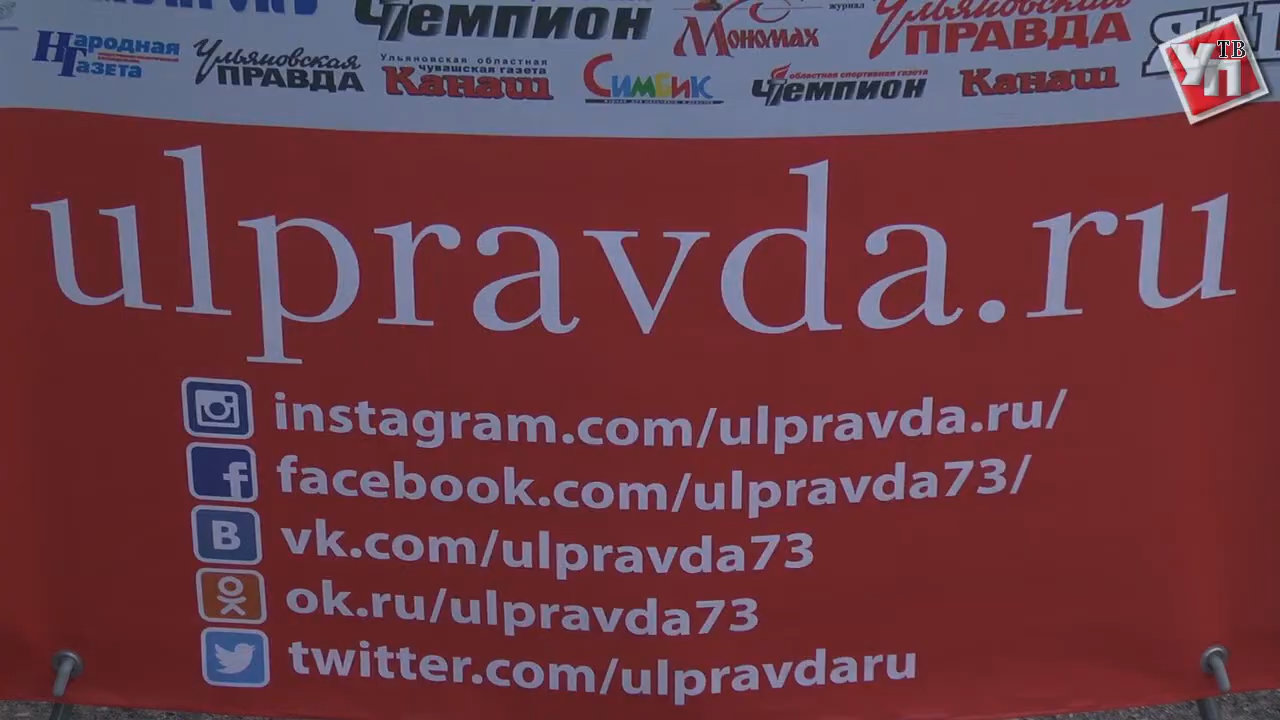 Чемпион
журнал
Мономах
Ульяновская
ПРАВДА
Народная
Газета
Ульяновская
ПРАВДА
Ульяновская областная
чувашская газета
Канаш
Симбик
областная спортивная газета
Чемпион
Канаш
УП ТВ
ulpravda.ru
instagram.com/ulpravda.ru/
facebook.com/ulpravda73/
vk.com/ulpravda73
ok.ru/ulpravda73
twitter.com/ulpravdaru